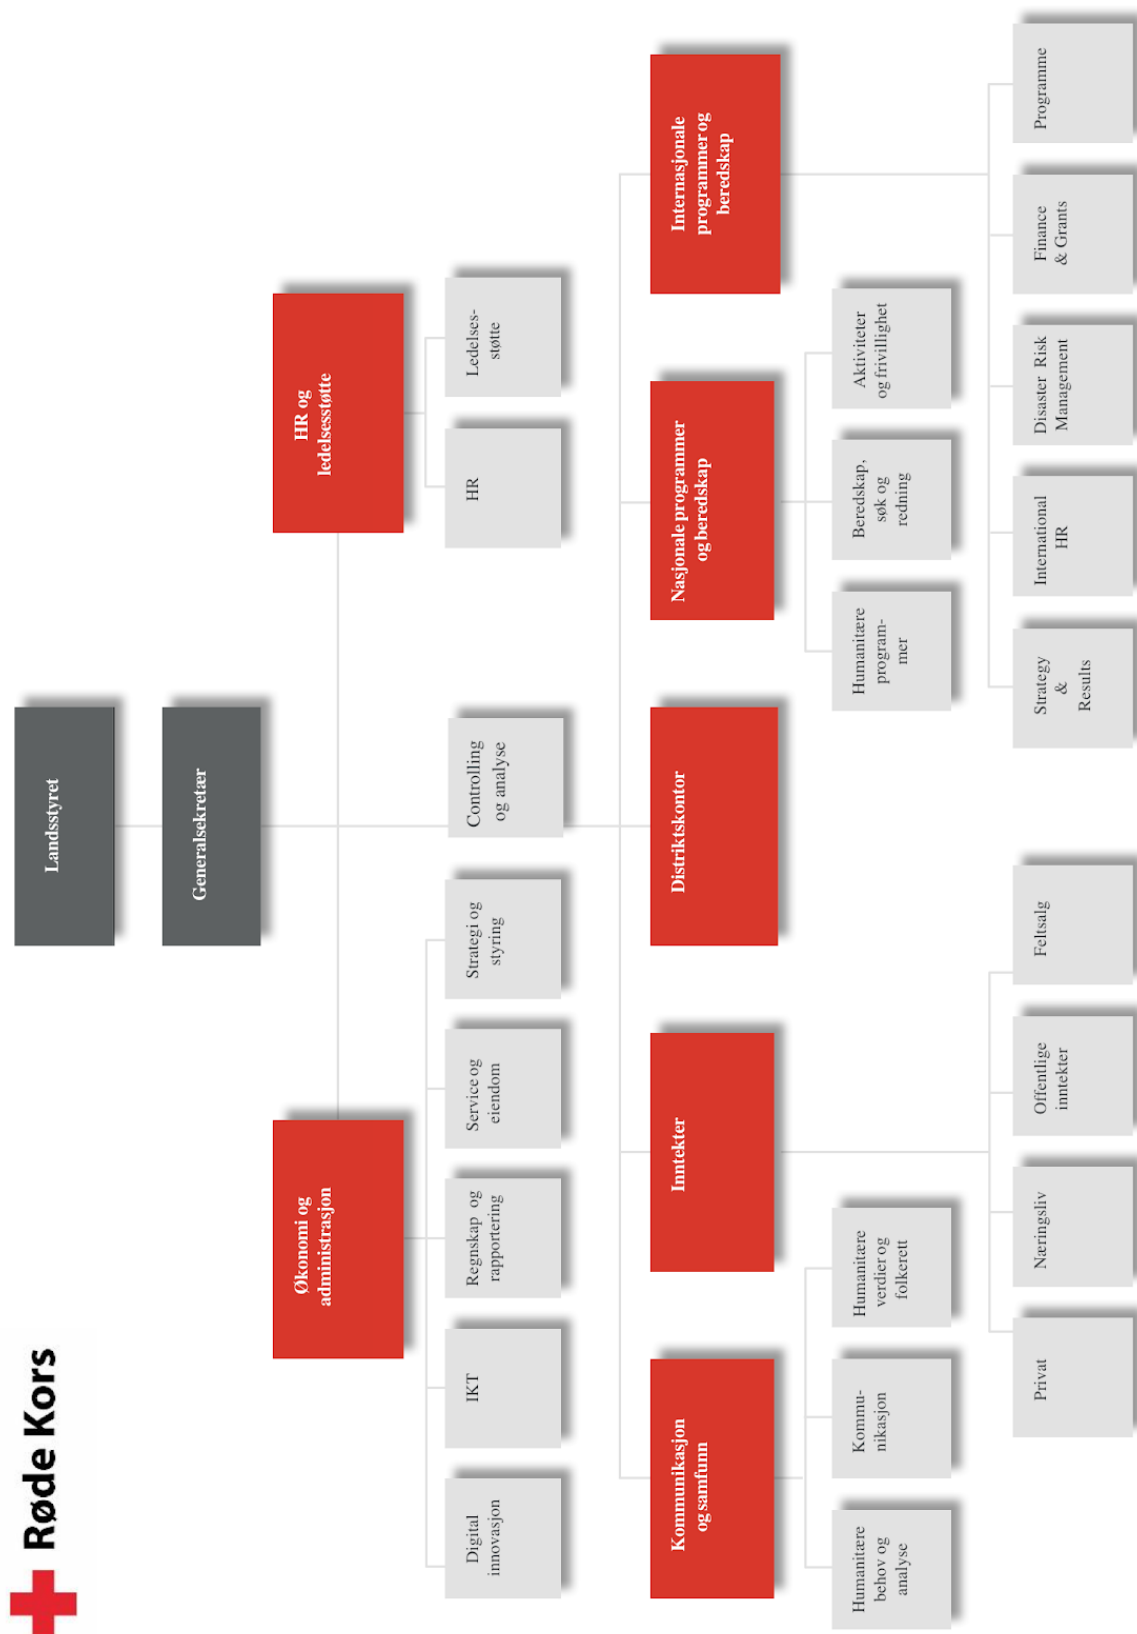 Røde Kors
Landsstyret
Generalsekretær
Økonomi og
administrasjon
HR og
ledelsesstøtte
Digital
innovasjon
IKT
Regnskap og
rapportering
Service og
eiendom
Strategi og
styring
Controlling
og analyse
HR
Ledelses-
støtte
Kommunikasjon
og samfunn
Inntekter
Distriktskontor
Nasjonale programmer
og beredskap
Internasjonale
programmer og
beredskap
Humanitære
behov og
analyse
Kommu-
nikasjon
Humanitære
verdier og
folkerett
Humanitære
program-
mer
Beredskap,
søk og
redning
Aktiviteter
og frivillighet
Privat
Næringsliv
Offentlige
inntekter
Feltsalg
Strategy
&
Results
International
HR
Disaster Risk
Management
Finance
& Grants
Programme